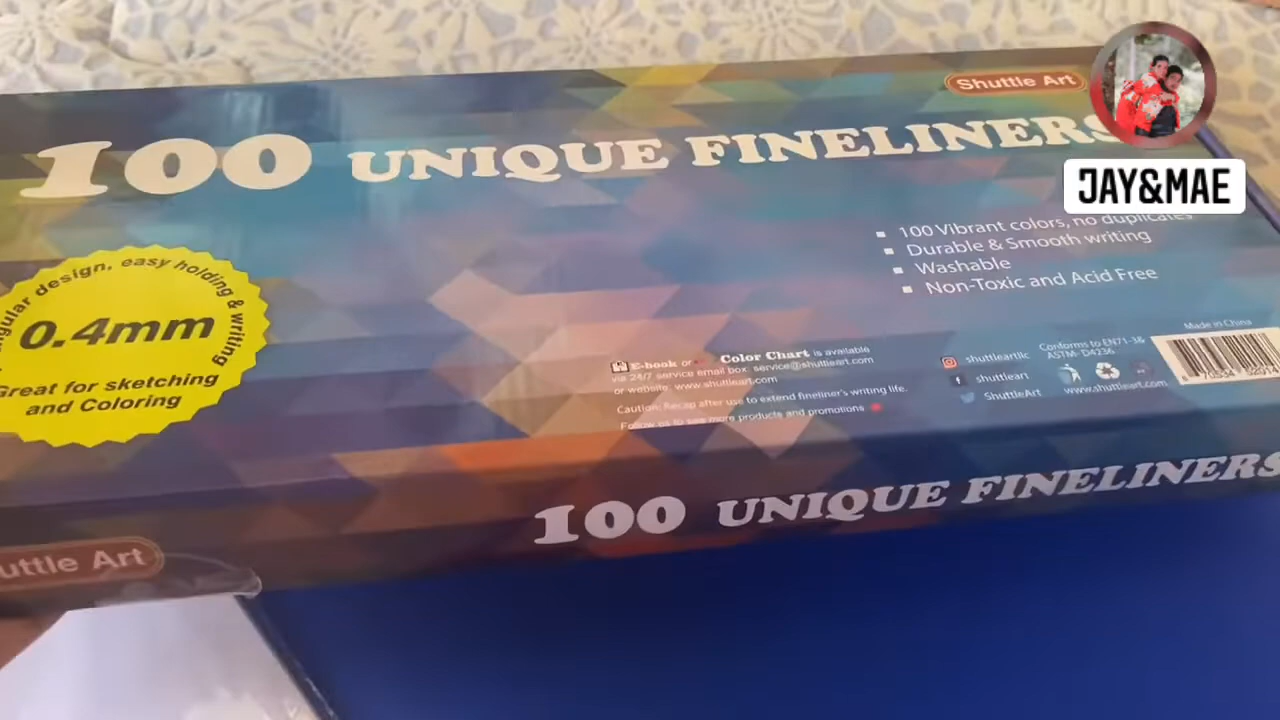 Shuttle Art
100 UNIQUE FINELINERS
JAY&MAE
100 Vibrant colors, no duplicates
Durable & Smooth writing
Washable
Non-Toxic and Acid Free
design, easy holding & writing
0.4mm
Great for sketching
and Coloring
E-book or Color Chart is available
via 24/7 service email box: service@shuttleart.com
or website: www.shuttleart.com
Caution: Recap after use to extend fineliner's writing life.
Follow us to see more products and promotions
shuttleartllc
shuttleart
ShuttleArt
Made in China
Conforms to EN71-3&
ASTM- D4236
www.shuttleart.com
100 UNIQUE FINELINERS
uttle Art